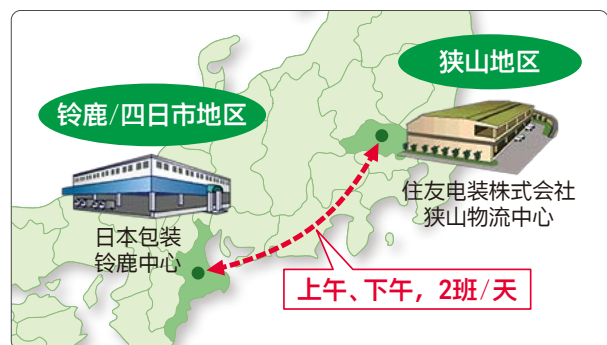 狭山地区
铃鹿/四日市地区
住友电装株式会社
狭山物流中心
日本包装
铃鹿中心
上午、下午，2班/天